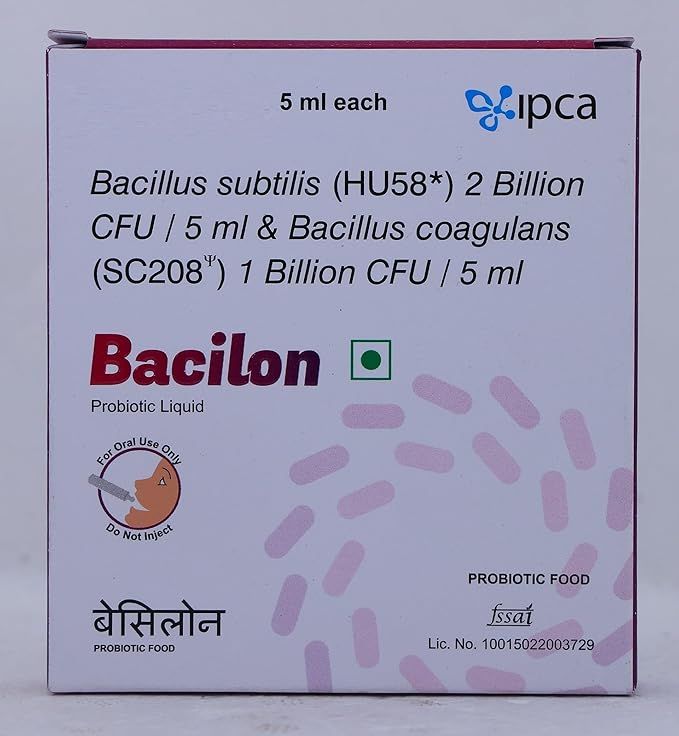 5 ml each
ipca
Bacillus subtilis (HU58*) 2 Billion
CFU / 5 ml & Bacillus coagulans
(SC208Ψ) 1 Billion CFU / 5 ml
Bacilon
Probiotic Liquid
For Oral Use Only
Do Not Inject
PROBIOTIC FOOD
fssai
Lic. No. 10015022003729
बेसिलोन
PROBIOTIC FOOD